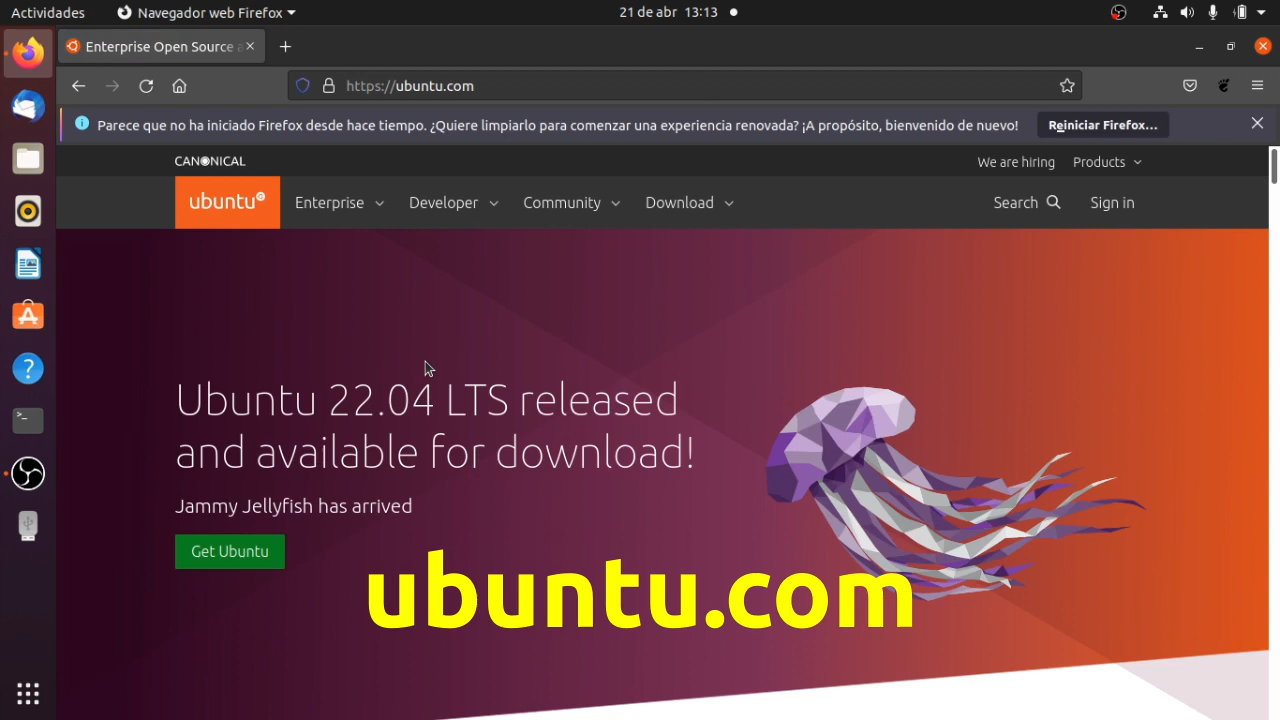 Actividades
Navegador web Firefox
21 de abr 13:13
Enterprise Open Source a
https://ubuntu.com
Parece que no ha iniciado Firefox desde hace tiempo. ¿Quiere limpiarlo para comenzar una experiencia renovada? ¡A propósito, bienvenido de nuevo!
Reiniciar Firefox...
CANONICAL
We are hiring
Products
ubuntu
Enterprise
Developer
Community
Download
Search
Sign in
Ubuntu 22.04 LTS released
and available for download!
Jammy Jellyfish has arrived
Get Ubuntu
ubuntu.com